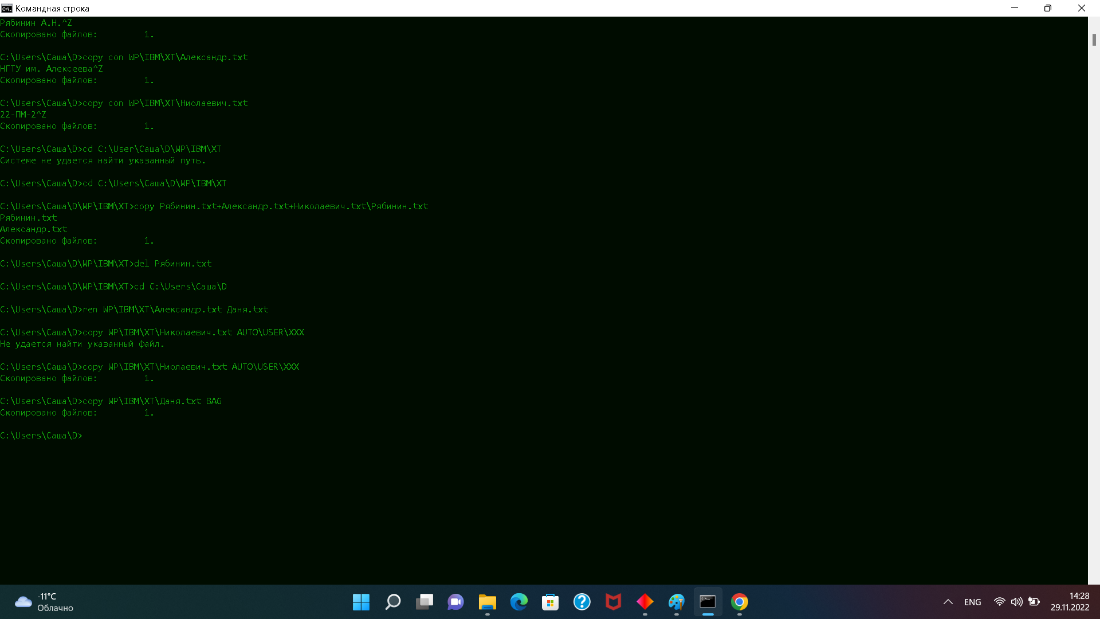 Командная строка
Рябинин А.Н.^Z
Скопировано файлов: 1.
C:\Users\Саша\D>copy con WP\IBM\XT\Александр.txt
НГТУ им. Алексеева^Z
Скопировано файлов: 1.
C:\Users\Саша\D>copy con WP\IBM\XT\Ниолаевич.txt
22-ПМ-2^Z
Скопировано файлов: 1.
C:\Users\Саша\D>cd C:\User\Саша\D\WP\IBM\XT
Системе не удается найти указанный путь.
C:\Users\Саша\D>cd C:\Users\Саша\D\WP\IBM\XT
C:\Users\Саша\D\WP\IBM\XT>copy Рябинин.txt+Александр.txt+Николаевич.txt\Рябинин.txt
Рябинин.txt
Александр.txt
Скопировано файлов: 1.
C:\Users\Саша\D\WP\IBM\XT>del Рябинин.txt
C:\Users\Саша\D\WP\IBM\XT>cd C:\Users\Саша\D
C:\Users\Саша\D>ren WP\IBM\XT\Александр.txt Даня.txt
C:\Users\Саша\D>copy WP\IBM\XT\Николаевич.txt AUTO\USER\XXX
Не удается найти указанный файл.
C:\Users\Саша\D>copy WP\IBM\XT\Ниолаевич.txt AUTO\USER\XXX
Скопировано файлов: 1.
C:\Users\Саша\D>copy WP\IBM\XT\Даня.txt BAG
Скопировано файлов: 1.
C:\Users\Саша\D>
-11°C
Облачно
ENG
14:28
29.11.2022